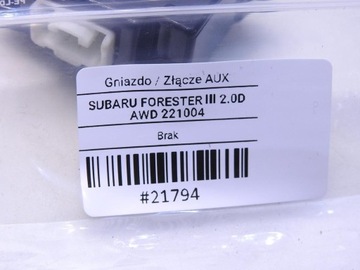 Gniazdo / Złącze AUX
SUBARU FORESTER III 2.0D
AWD 221004
Brak
#21794